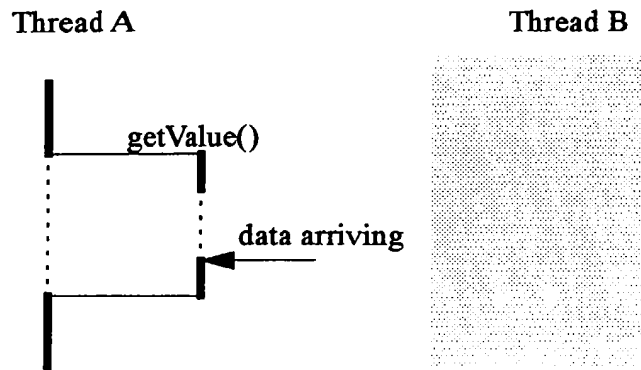 Thread A
Thread B
getValue()
data arriving